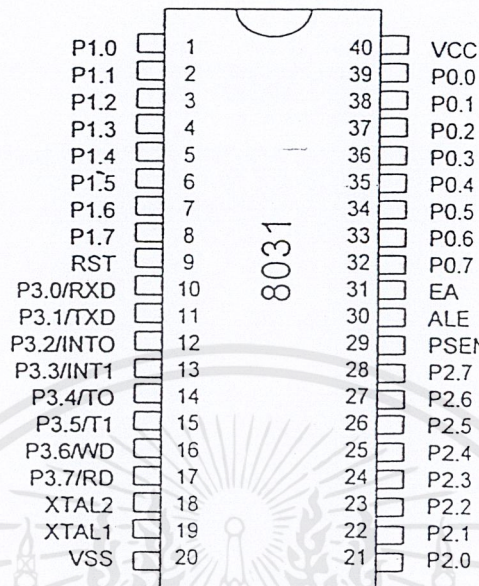 P1.0 1 40 VCC
P1.1 2 39 P0.0
P1.2 3 38 P0.1
P1.3 4 37 P0.2
P1.4 5 36 P0.3
P1.5 6 35 P0.4
P1.6 7 34 P0.5
P1.7 8 33 P0.6
RST 9 32 P0.7
P3.0/RXD 10 31 EA
P3.1/TXD 11 30 ALE
P3.2/INTO 12 29 PSEN
P3.3/INT1 13 28 P2.7
P3.4/TO 14 27 P2.6
P3.5/T1 15 26 P2.5
P3.6/WD 16 25 P2.4
P3.7/RD 17 24 P2.3
XTAL2 18 23 P2.2
XTAL1 19 22 P2.1
VSS 20 21 P2.0
8031